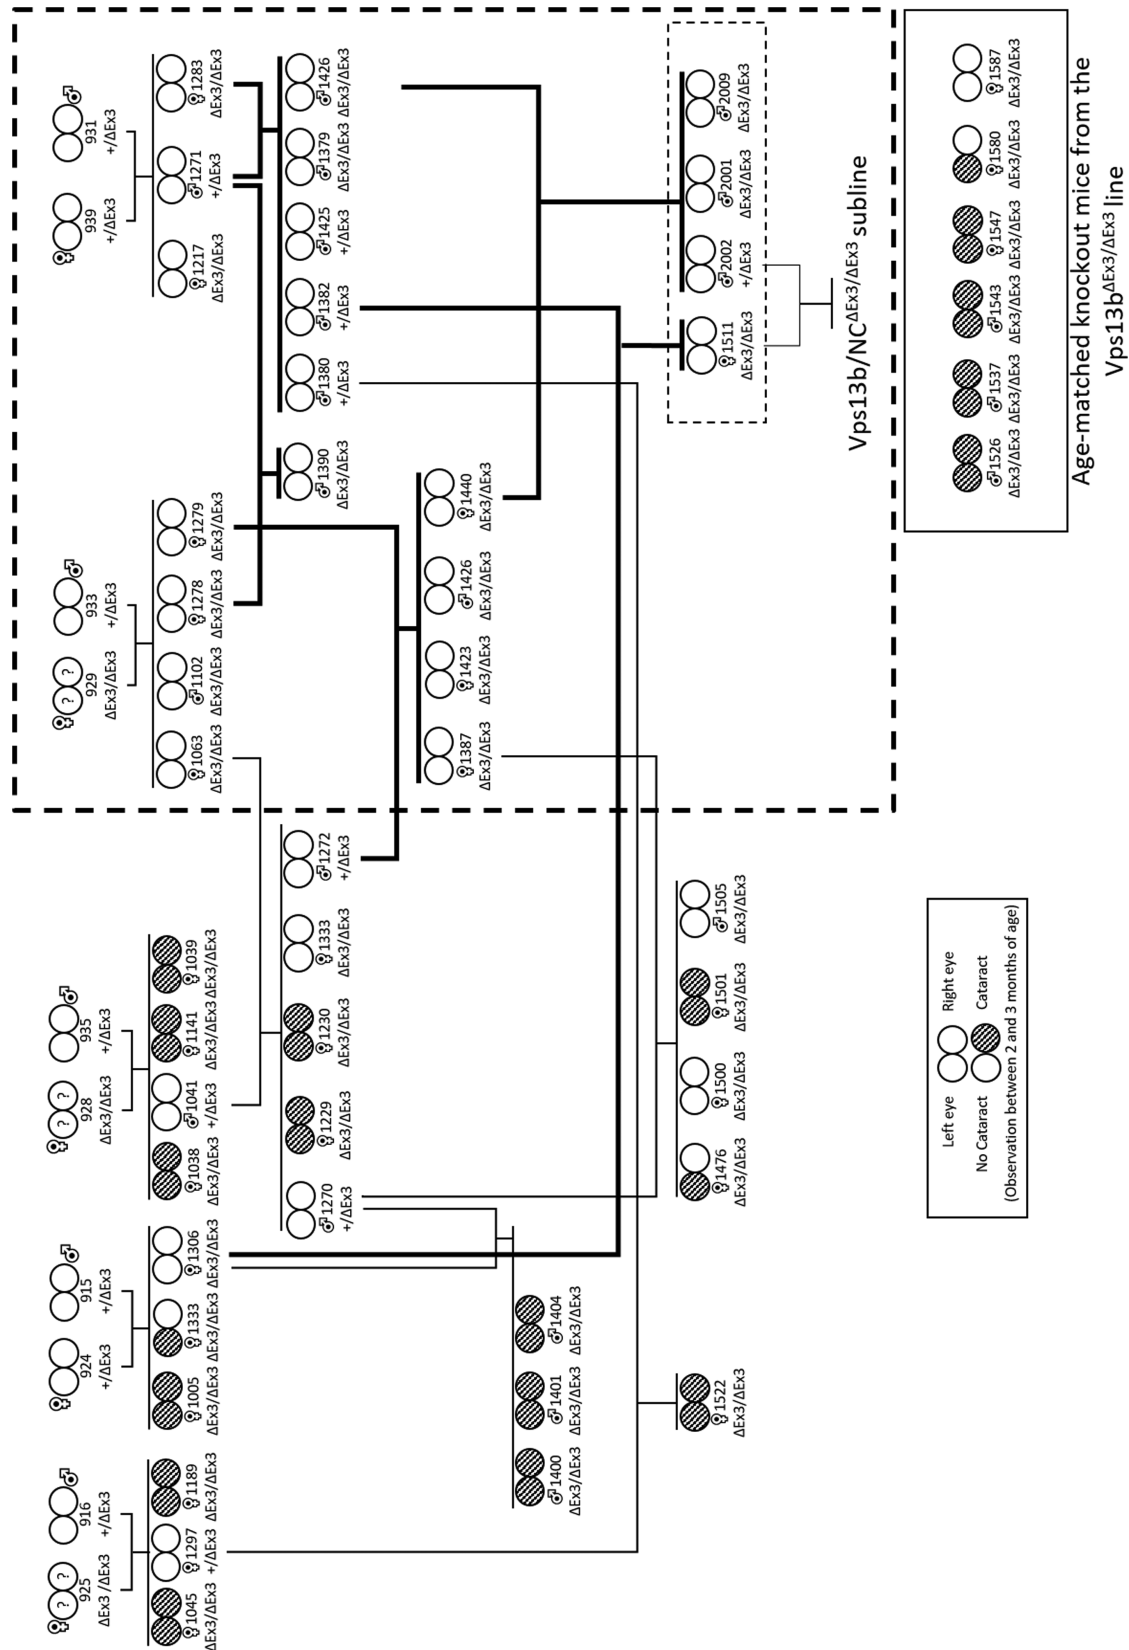 ♀ ? ? 925 ΔEx3 /ΔEx3
♂ 916 +/ΔEx3
♀ 924 +/ΔEx3
♂ 915 +/ΔEx3
♀ ? ? 928 ΔEx3/ΔEx3
♂ 935 +/ΔEx3
♀ ? ? 929 ΔEx3/ΔEx3
♂ 933 +/ΔEx3
♀ 939 +/ΔEx3
♂ 931 +/ΔEx3
♀1045 ΔEx3/ΔEx3
♀1297 +/ΔEx3
♀1189 ΔEx3/ΔEx3
♀1005 ΔEx3/ΔEx3
♀1333 ΔEx3/ΔEx3
♀1306 ΔEx3/ΔEx3
♀1038 ΔEx3/ΔEx3
♂1041 +/ΔEx3
♀1141 ΔEx3/ΔEx3
♀1039 ΔEx3/ΔEx3
♀1063 ΔEx3/ΔEx3
♂1102 ΔEx3/ΔEx3
♀1278 ΔEx3/ΔEx3
♀1279 ΔEx3/ΔEx3
♀1217 ΔEx3/ΔEx3
♂1271 +/ΔEx3
♀1283 ΔEx3/ΔEx3
♂1270 +/ΔEx3
♀1229 ΔEx3/ΔEx3
♀1230 ΔEx3/ΔEx3
♀1333 ΔEx3/ΔEx3
♂1272 +/ΔEx3
♂1390 ΔEx3/ΔEx3
♂1380 +/ΔEx3
♂1382 +/ΔEx3
♂1425 +/ΔEx3
♂1379 ΔEx3/ΔEx3
♂1426 ΔEx3/ΔEx3
♀1387 ΔEx3/ΔEx3
♀1423 ΔEx3/ΔEx3
♂1426 ΔEx3/ΔEx3
♀1440 ΔEx3/ΔEx3
♂1400 ΔEx3/ΔEx3
♂1401 ΔEx3/ΔEx3
♂1404 ΔEx3/ΔEx3
♀1522 ΔEx3/ΔEx3
♀1476 ΔEx3/ΔEx3
♀1500 ΔEx3/ΔEx3
♀1501 ΔEx3/ΔEx3
♂1505 ΔEx3/ΔEx3
♀1511 ΔEx3/ΔEx3
♂2002 +/ΔEx3
♂2001 ΔEx3/ΔEx3
♂2009 ΔEx3/ΔEx3
Vps13b/NC^ΔEx3/ΔEx3 subline
Left eye Right eye
No Cataract Cataract
(Observation between 2 and 3 months of age)
♂1526 ΔEx3/ΔEx3
♂1537 ΔEx3/ΔEx3
♂1543 ΔEx3/ΔEx3
♀1547 ΔEx3/ΔEx3
♀1580 ΔEx3/ΔEx3
♀1587 ΔEx3/ΔEx3
Age-matched knockout mice from the
Vps13b^ΔEx3/ΔEx3 line